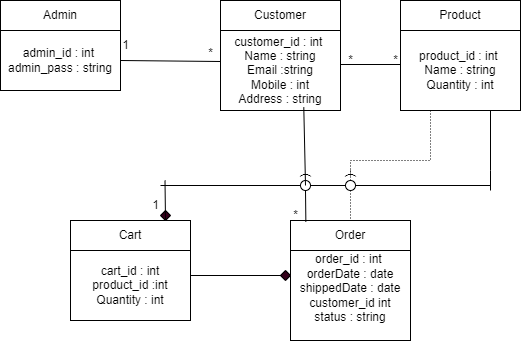 Admin
admin_id : int
admin_pass : string
1
*
Customer
customer_id : int
Name : string
Email :string
Mobile : int
Address : string
*
*
Product
product_id : int
Name : string
Quantity : int
1
*
Cart
cart_id : int
product_id :int
Quantity : int
Order
order_id : int
orderDate : date
shippedDate : date
customer_id int
status : string